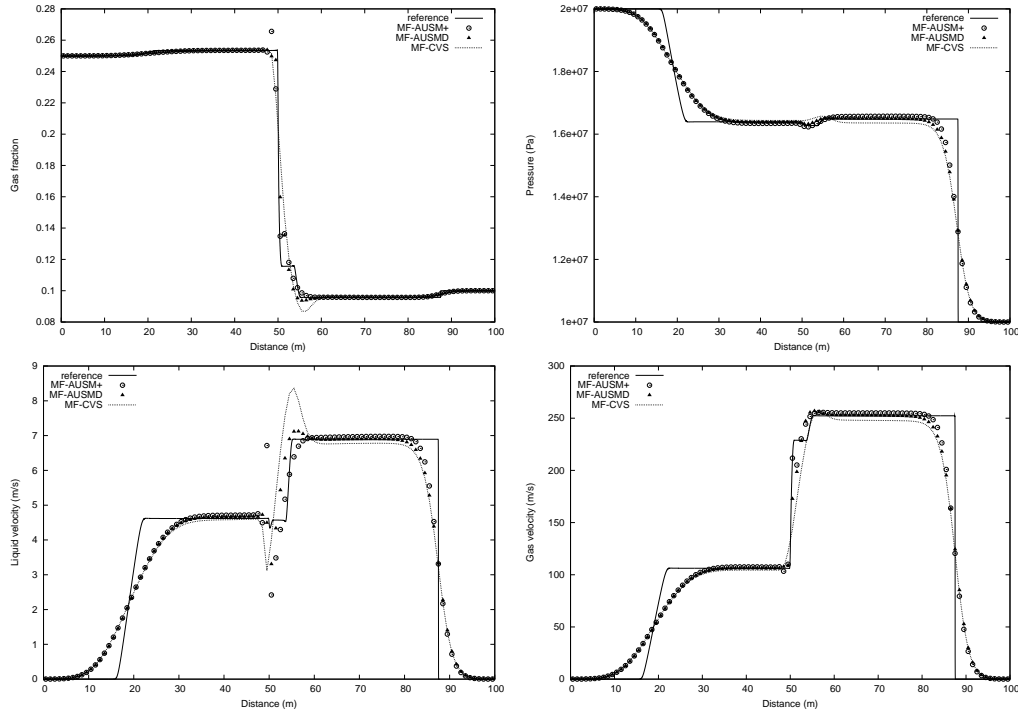 reference
MF-AUSM+
MF-AUSMD
MF-CVS
0.28
0.26
0.24
0.22
0.2
0.18
0.16
0.14
0.12
0.1
0.08
Gas fraction
0 10 20 30 40 50 60 70 80 90 100
Distance (m)
reference
MF-AUSM+
MF-AUSMD
MF-CVS
2e+07
1.8e+07
1.6e+07
1.4e+07
1.2e+07
1e+07
Pressure (Pa)
0 10 20 30 40 50 60 70 80 90 100
Distance (m)
reference
MF-AUSM+
MF-AUSMD
MF-CVS
9
8
7
6
5
4
3
2
1
0
Liquid velocity (m/s)
0 10 20 30 40 50 60 70 80 90 100
Distance (m)
reference
MF-AUSM+
MF-AUSMD
MF-CVS
300
250
200
150
100
50
0
Gas velocity (m/s)
0 10 20 30 40 50 60 70 80 90 100
Distance (m)